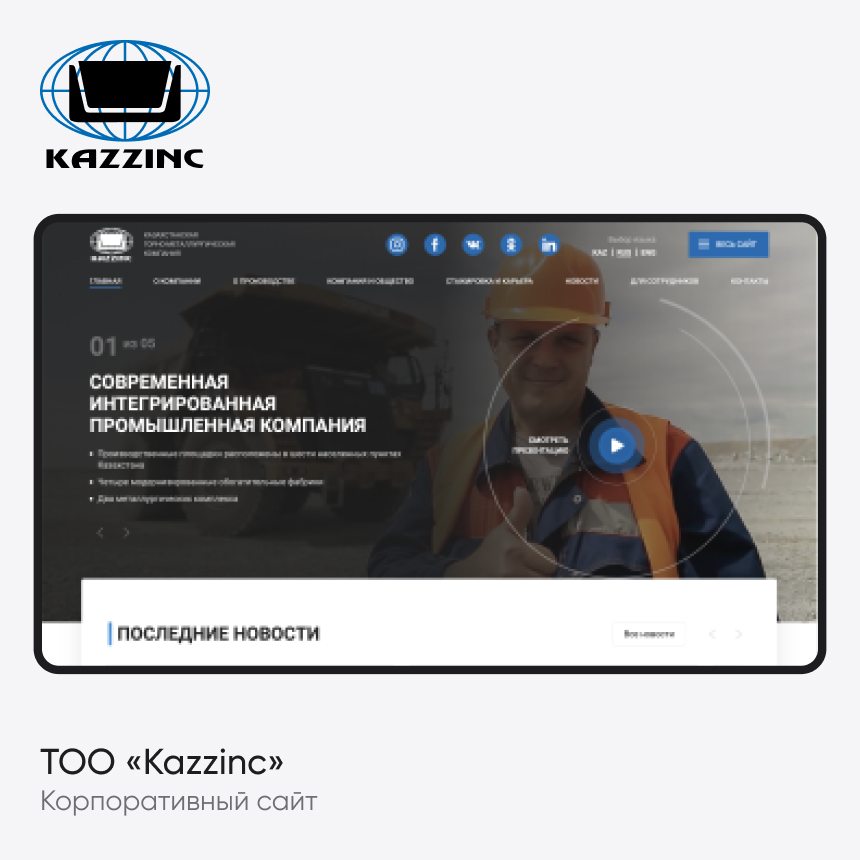 KAZZINC
KAZZINC
КАЗАХСТАНСКАЯ
ГОРНОМЕТАЛЛУРГИЧЕСКАЯ
КОМПАНИЯ
Выбор языка
KAZ | RUS | ENG
ВЕСЬ САЙТ
ГЛАВНАЯ О КОМПАНИИ О ПРОИЗВОДСТВЕ КОМПАНИЯ И ОБЩЕСТВО СТАЖИРОВКА И КАРЬЕРА НОВОСТИ ДЛЯ СОТРУДНИКОВ КОНТАКТЫ
01 из 05
СОВРЕМЕННАЯ
ИНТЕГРИРОВАННАЯ
ПРОМЫШЛЕННАЯ КОМПАНИЯ
Производственные площадки расположены в шести населенных пунктах
Казахстана
Четыре модернизированные обогатительные фабрики
Два металлургических комплекса
СМОТРЕТЬ
ПРЕЗЕНТАЦИЮ
ПОСЛЕДНИЕ НОВОСТИ
Все новости
ТОО «Kazzinc»
Корпоративный сайт